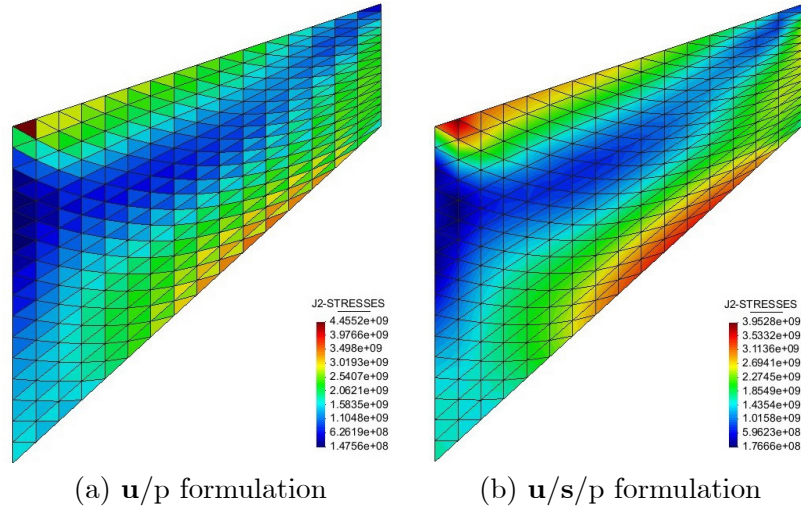 J2-STRESSES
4.4552e+09
3.9766e+09
3.498e+09
3.0193e+09
2.5407e+09
2.0621e+09
1.5835e+09
1.1048e+09
6.2619e+08
1.4756e+08
(a) u/p formulation
J2-STRESSES
3.9528e+09
3.5332e+09
3.1136e+09
2.6941e+09
2.2745e+09
1.8549e+09
1.4354e+09
1.0158e+09
5.9623e+08
1.7666e+08
(b) u/s/p formulation